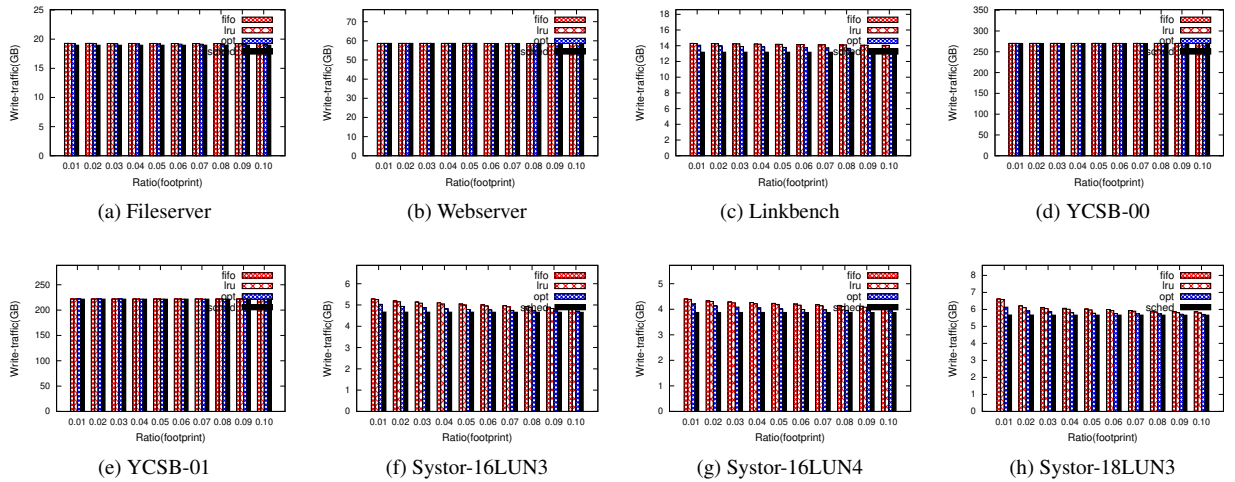 25
20
15
10
5
0
Write-traffic(GB)
fifo
lru
opt
sched
0.01 0.02 0.03 0.04 0.05 0.06 0.07 0.08 0.09 0.10
Ratio(footprint)
(a) Fileserver
70
60
50
40
30
20
10
0
Write-traffic(GB)
fifo
lru
opt
sched
0.01 0.02 0.03 0.04 0.05 0.06 0.07 0.08 0.09 0.10
Ratio(footprint)
(b) Webserver
18
16
14
12
10
8
6
4
2
0
Write-traffic(GB)
fifo
lru
opt
sched
0.01 0.02 0.03 0.04 0.05 0.06 0.07 0.08 0.09 0.10
Ratio(footprint)
(c) Linkbench
350
300
250
200
150
100
50
0
Write-traffic(GB)
fifo
lru
opt
sched
0.01 0.02 0.03 0.04 0.05 0.06 0.07 0.08 0.09 0.10
Ratio(footprint)
(d) YCSB-00
250
200
150
100
50
0
Write-traffic(GB)
fifo
lru
opt
sched
0.01 0.02 0.03 0.04 0.05 0.06 0.07 0.08 0.09 0.10
Ratio(footprint)
(e) YCSB-01
6
5
4
3
2
1
0
Write-traffic(GB)
fifo
lru
opt
sched
0.01 0.02 0.03 0.04 0.05 0.06 0.07 0.08 0.09 0.10
Ratio(footprint)
(f) Systor-16LUN3
5
4
3
2
1
0
Write-traffic(GB)
fifo
lru
opt
sched
0.01 0.02 0.03 0.04 0.05 0.06 0.07 0.08 0.09 0.10
Ratio(footprint)
(g) Systor-16LUN4
8
7
6
5
4
3
2
1
0
Write-traffic(GB)
fifo
lru
opt
sched
0.01 0.02 0.03 0.04 0.05 0.06 0.07 0.08 0.09 0.10
Ratio(footprint)
(h) Systor-18LUN3